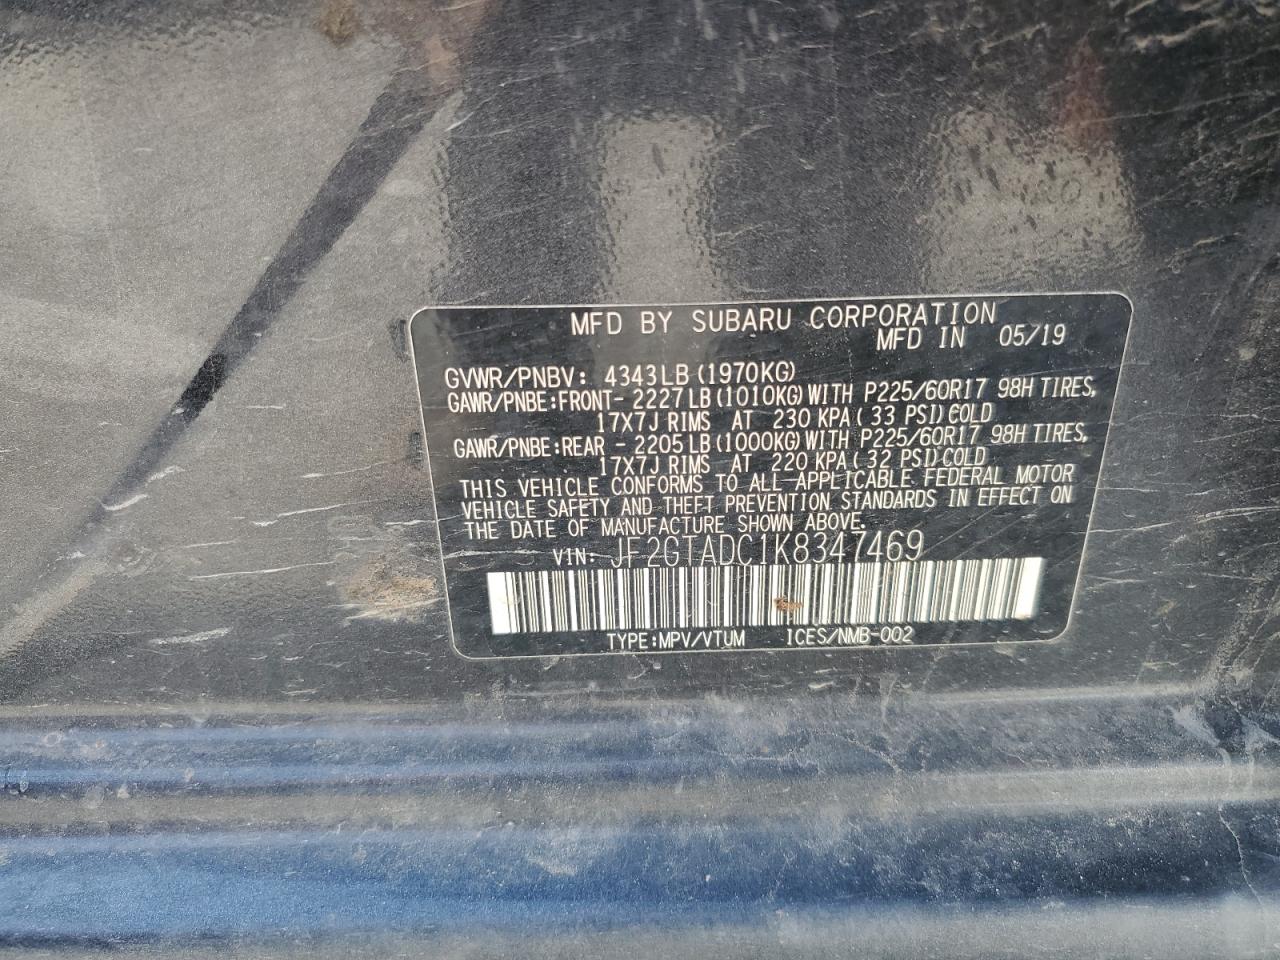 MFD BY SUBARU CORPORATION
MFD IN 05/19
GVWR/PNBV: 4343LB(1970KG)
GAWR/PNBE:FRONT- 2227LB(1010KG)WITH P225/60R17 98H TIRES,
17X7J RIMS AT 230 KPA(33 PSI)COLD
GAWR/PNBE:REAR - 2205LB(1000KG)WITH P225/60R17 98H TIRES,
17X7J RIMS AT 220 KPA(32 PSI)COLD
THIS VEHICLE CONFORMS TO ALL APPLICABLE FEDERAL MOTOR
VEHICLE SAFETY AND THEFT PREVENTION STANDARDS IN EFFECT ON
THE DATE OF MANUFACTURE SHOWN ABOVE.
VIN: JF2GTADC1K8347469
TYPE:MPV/VTUM ICES/NMB-002